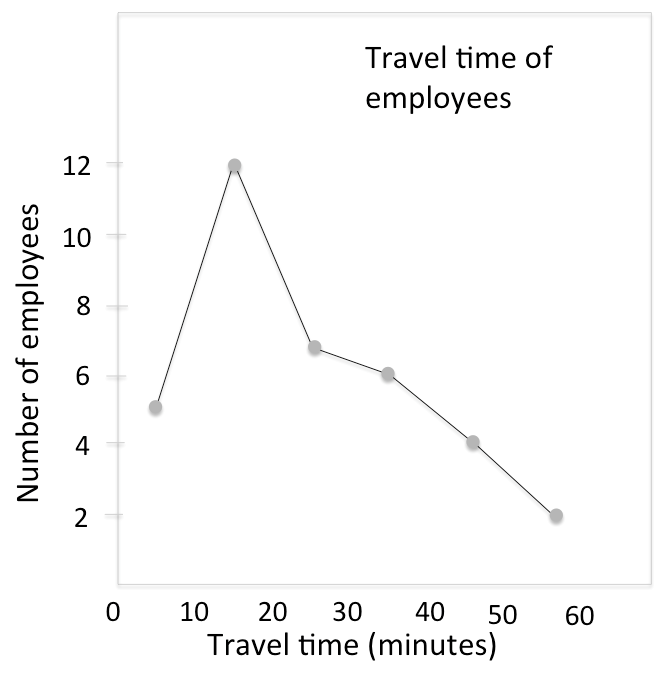 Travel time of
employees
12
10
8
6
4
2
Number of employees
0 10 20 30 40 50 60
Travel time (minutes)